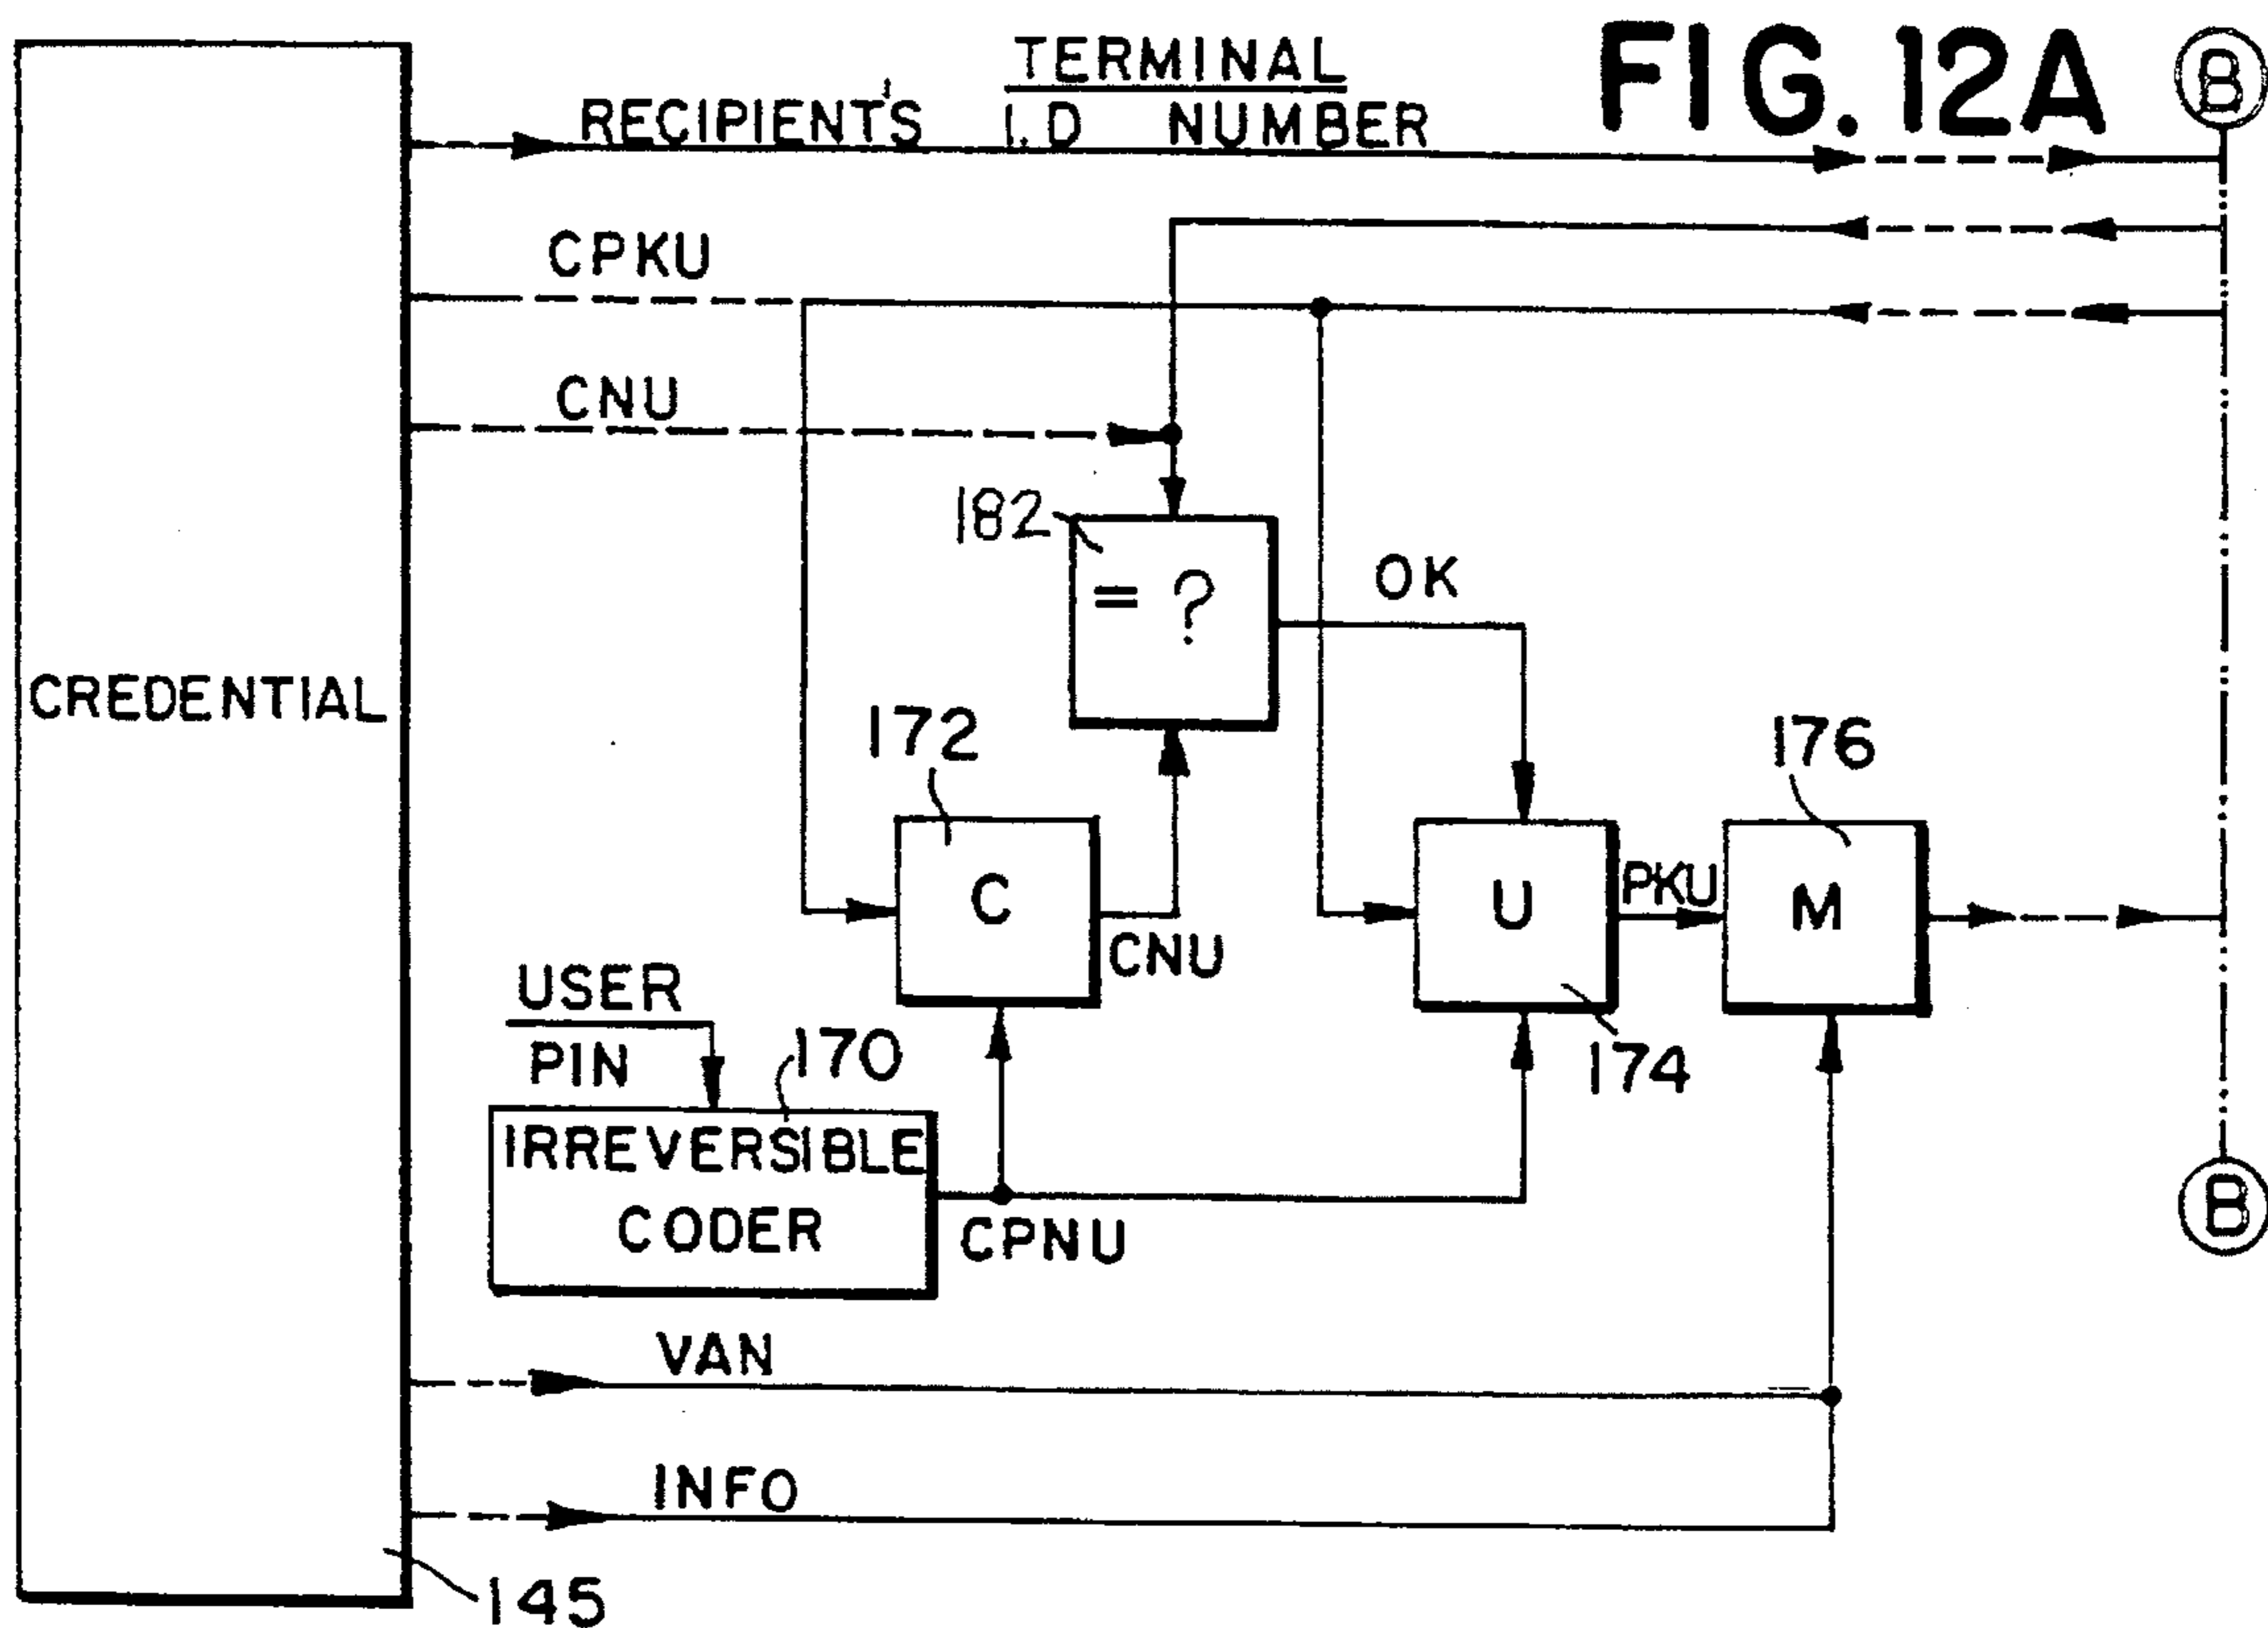 FIG. 12A
B
TERMINAL
RECIPIENT'S I.D NUMBER
CPKU
CNU
182
= ?
OK
CREDENTIAL
172
176
C
U
PKU
M
CNU
USER
PIN
170
174
IRREVERSIBLE
CODER
CPNU
B
VAN
INFO
145